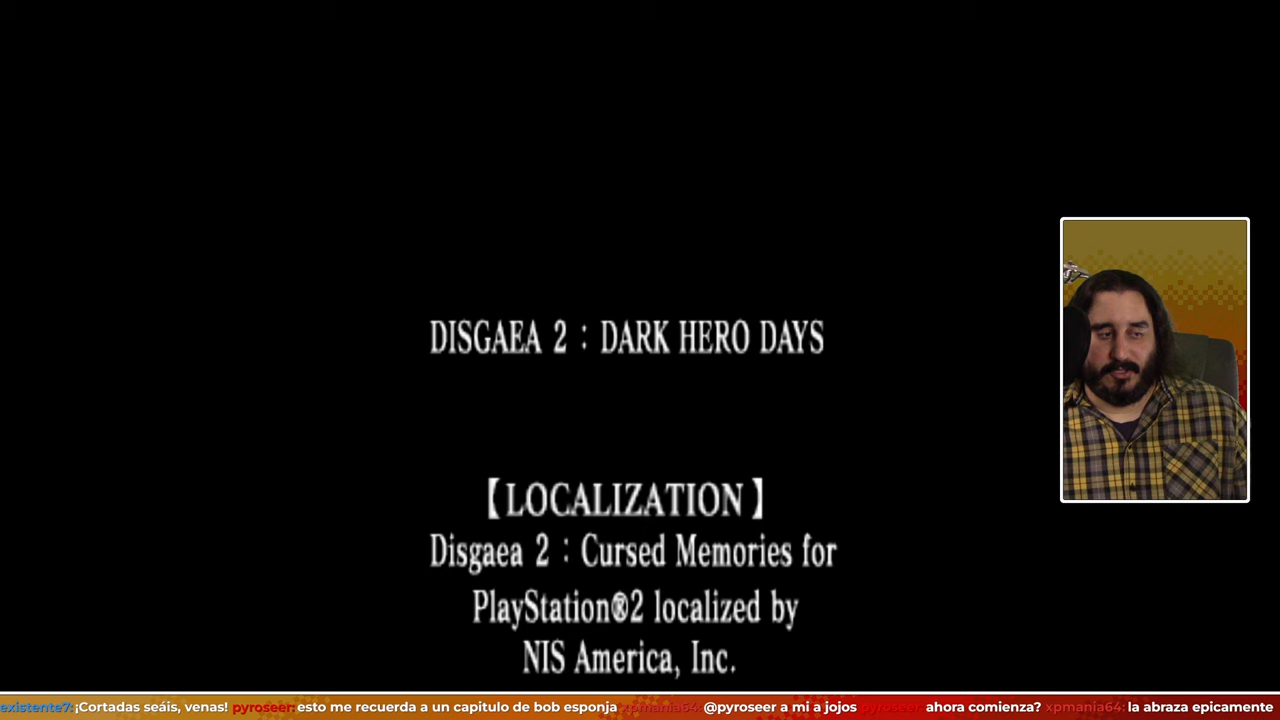 DISGAEA 2 : DARK HERO DAYS
【LOCALIZATION】
Disgaea 2 : Cursed Memories for
PlayStation®2 localized by
NIS America, Inc.
existente7: ¡Cortadas seáis, venas! pyroseer: esto me recuerda a un capitulo de bob esponja xpmania64: @pyroseer a mi a jojos pyroseer: ahora comienza? xpmania64: la abraza epicamente